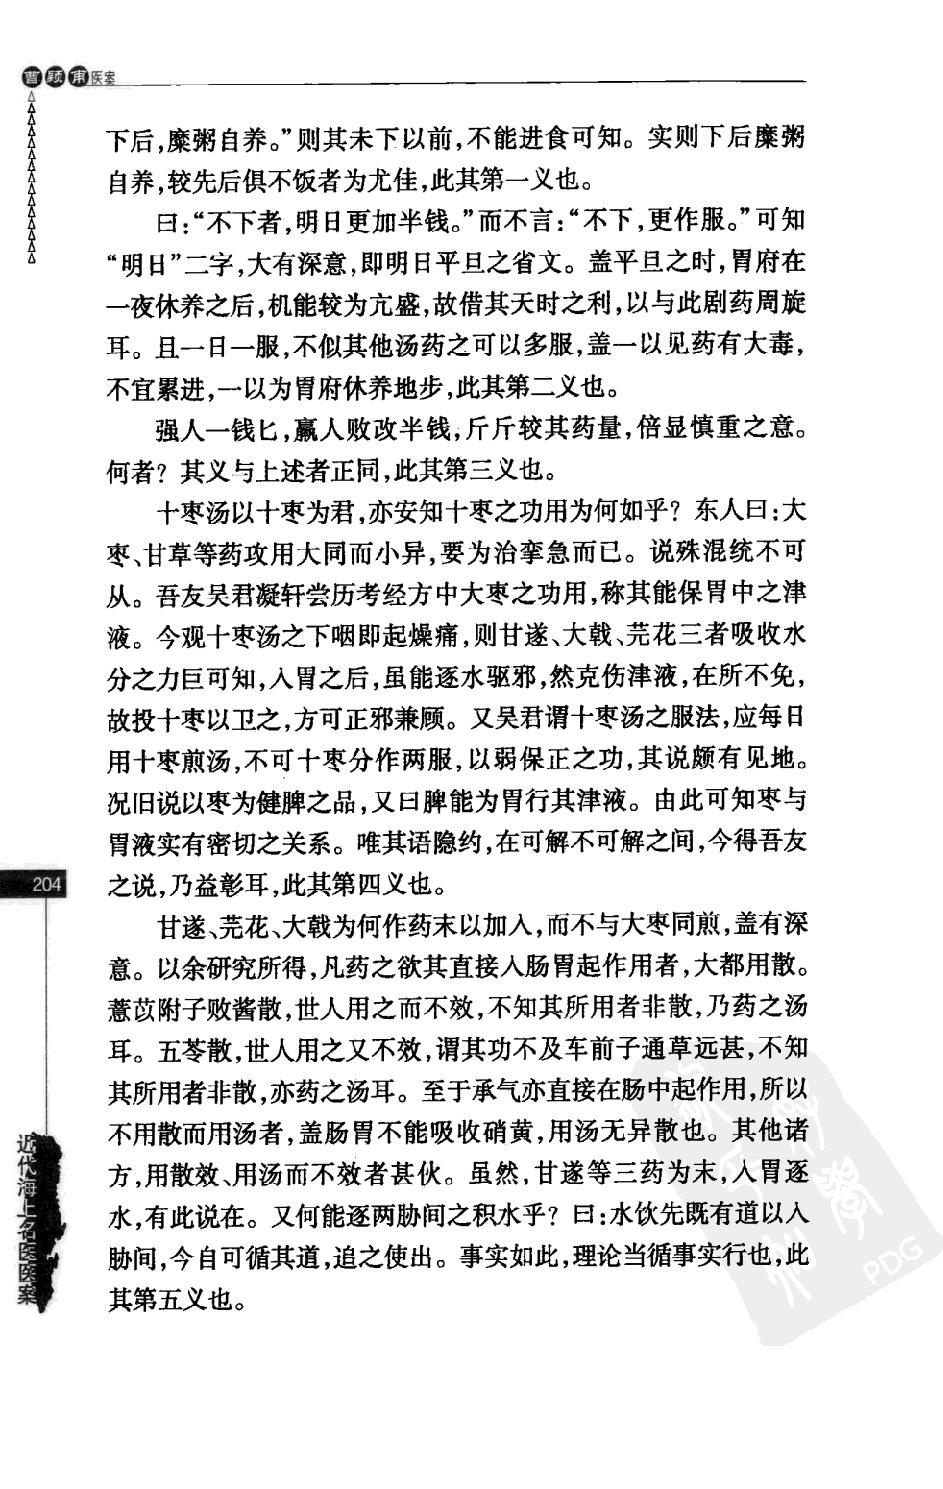 曹颖甫医案
下后,糜粥自养。”则其未下以前,不能进食可知。实则下后糜粥
自养,较先后俱不饭者为尤佳,此其第一义也。
曰:“不下者,明日更加半钱。”而不言:“不下,更作服。”可知
“明日”二字,大有深意,即明日平旦之省文。盖平旦之时,胃府在
一夜休养之后,机能较为亢盛,故借其天时之利,以与此剧药周旋
耳。且一日一服,不似其他汤药之可以多服,盖一以见药有大毒,
不宜累进,一以为胃府休养地步,此其第二义也。
强人一钱匕,羸人败改半钱,斤斤较其药量,倍显慎重之意。
何者?其义与上述者正同,此其第三义也。
十枣汤以十枣为君,亦安知十枣之功用为何如乎?东人曰:大
枣、甘草等药攻用大同而小异,要为治挛急而已。说殊混统不可
从。吾友吴君凝轩尝历考经方中大枣之功用,称其能保胃中之津
液。今观十枣汤之下咽即起燥痛,则甘遂、大戟、芫花三者吸收水
分之力巨可知,入胃之后,虽能逐水驱邪,然克伤津液,在所不免,
故投十枣以卫之,方可正邪兼顾。又吴君谓十枣汤之服法,应每日
用十枣煎汤,不可十枣分作两服,以弱保正之功,其说颇有见地。
况旧说以枣为健脾之品,又曰脾能为胃行其津液。由此可知枣与
胃液实有密切之关系。唯其语隐约,在可解不可解之间,今得吾友
之说,乃益彰耳,此其第四义也。
甘遂、芫花、大戟为何作药末以加入,而不与大枣同煎,盖有深
意。以余研究所得,凡药之欲其直接入肠胃起作用者,大都用散。
薏苡附子败酱散,世人用之而不效,不知其所用者非散,乃药之汤
耳。五苓散,世人用之又不效,谓其功不及车前子通草远甚,不知
其所用者非散,亦药之汤耳。至于承气亦直接在肠中起作用,所以
不用散而用汤者,盖肠胃不能吸收硝黄,用汤无异散也。其他诸
方,用散效、用汤而不效者甚伙。虽然,甘遂等三药为末,入胃逐
水,有此说在。又何能逐两胁间之积水乎?曰:水饮先既有道以入
胁间,今自可循其道,追之使出。事实如此,理论当循事实行也,此
其第五义也。
204
近代海上名医医案
PDG